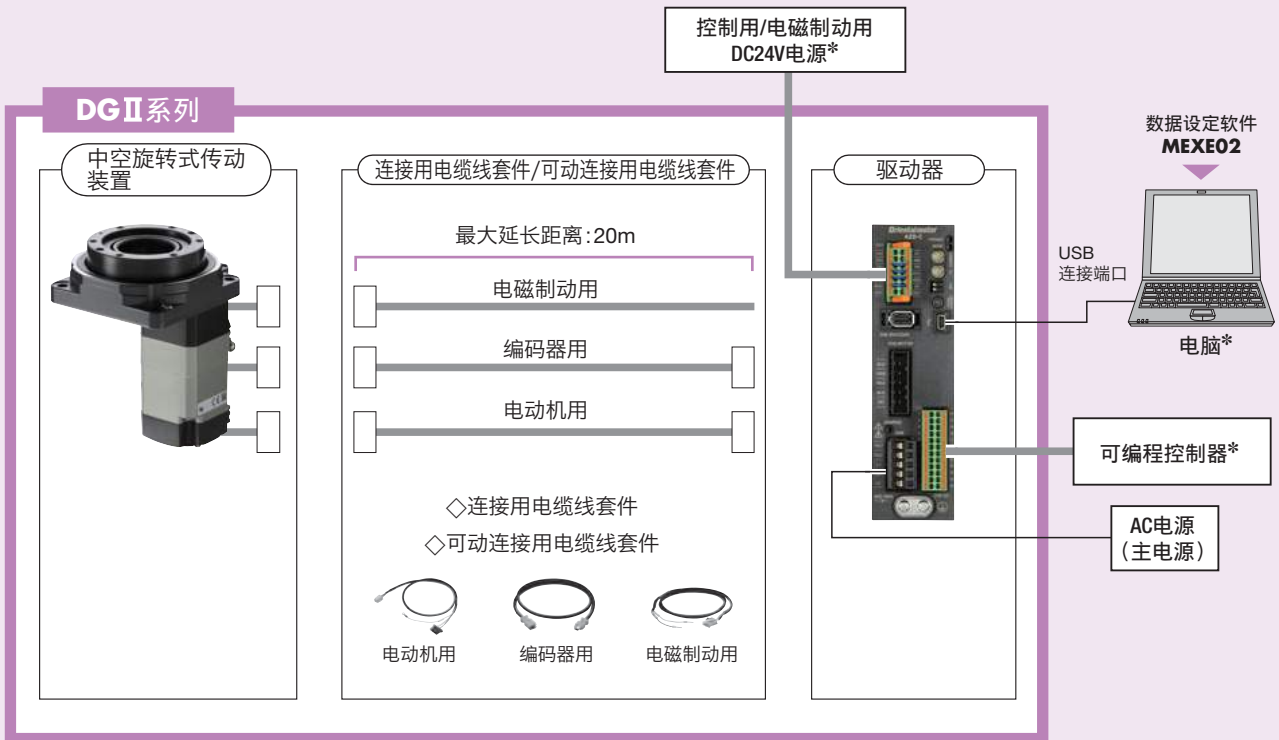 控制用/电磁制动用
DC24V电源*
DGⅡ系列
中空旋转式传动
装置
连接用电缆线套件/可动连接用电缆线套件
驱动器
数据设定软件
MEXE02
最大延长距离:20m
电磁制动用
编码器用
电动机用
USB
连接端口
电脑*
可编程控制器*
AC电源
（主电源）
◇连接用电缆线套件
◇可动连接用电缆线套件
电动机用
编码器用
电磁制动用
Orientalmotor